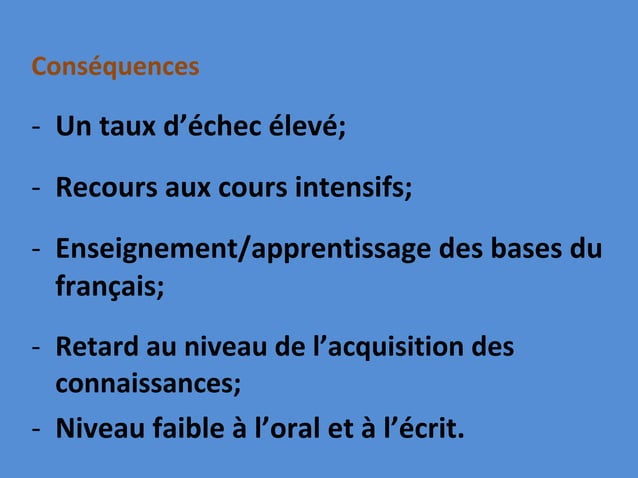 Conséquences
- Un taux d’échec élevé;
- Recours aux cours intensifs;
- Enseignement/apprentissage des bases du
français;
- Retard au niveau de l’acquisition des
connaissances;
- Niveau faible à l’oral et à l’écrit.